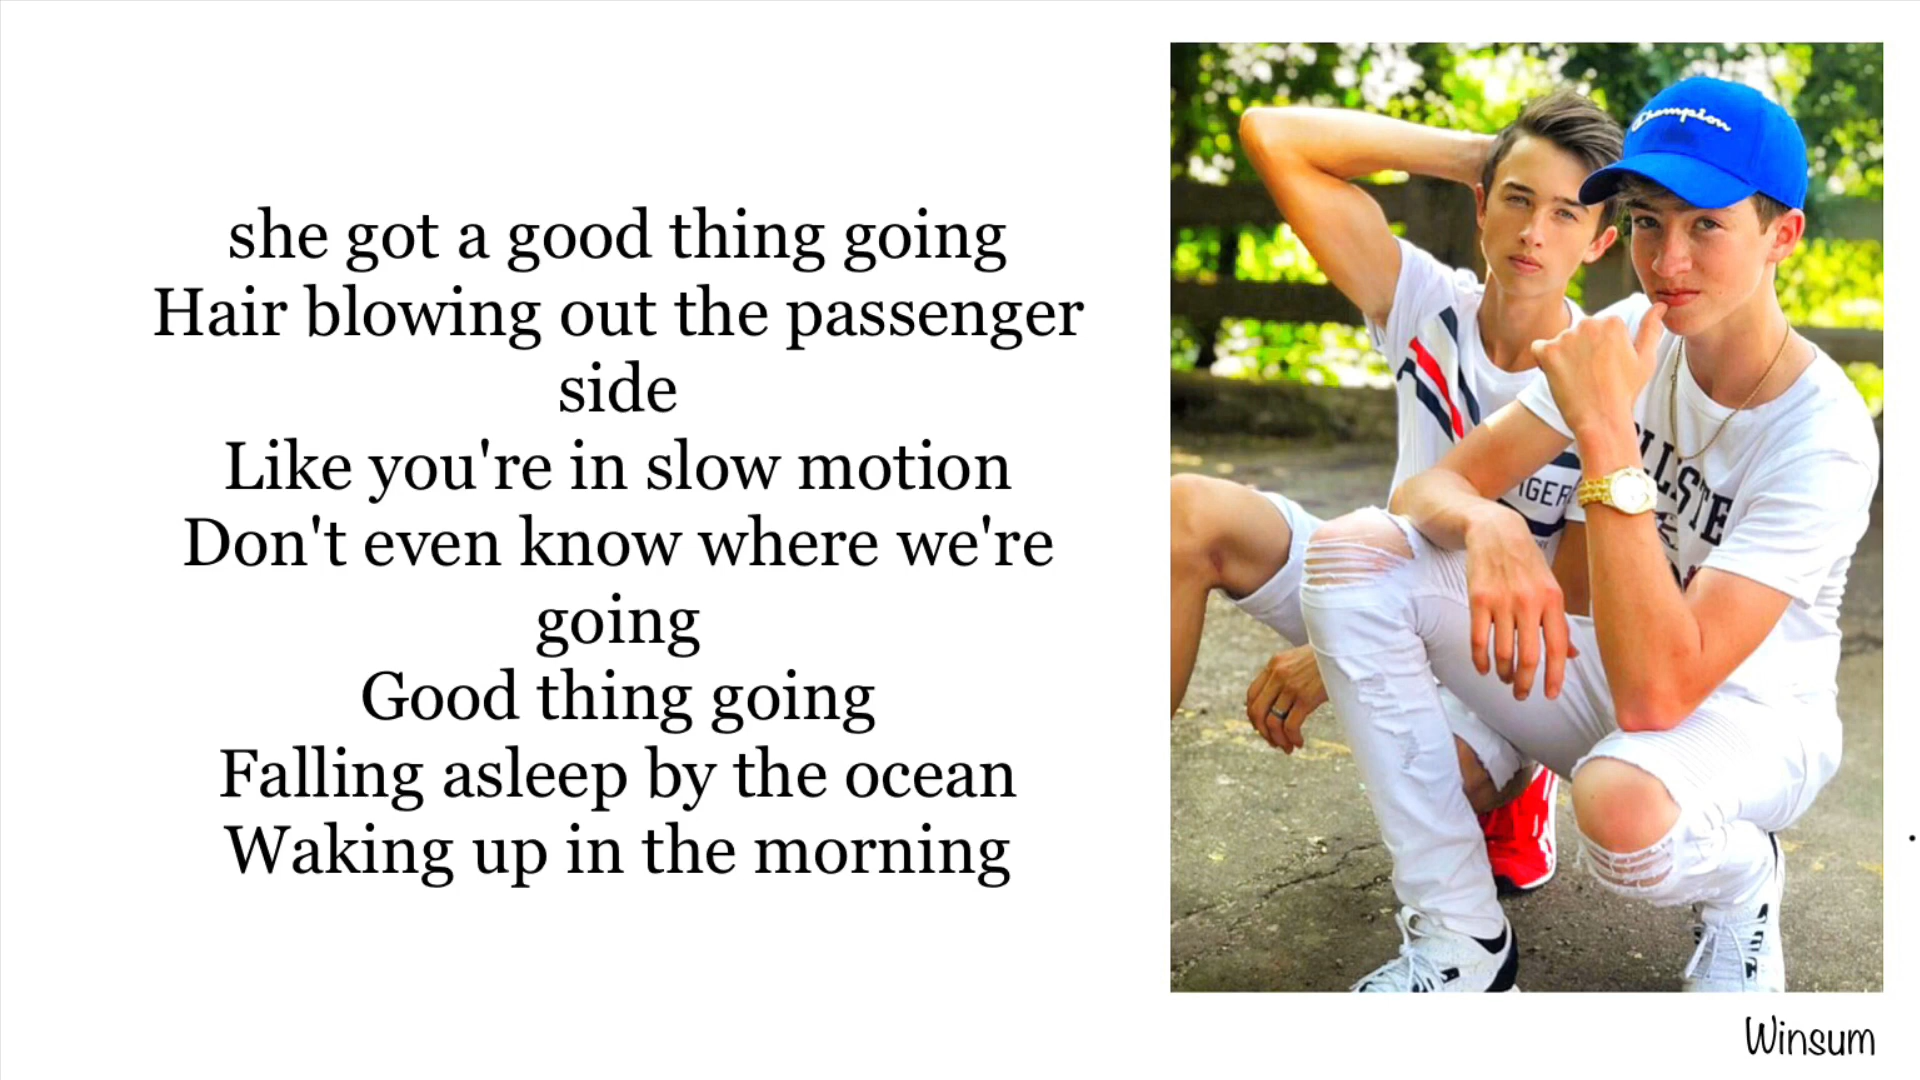 she got a good thing going
Hair blowing out the passenger
side
Like you're in slow motion
Don't even know where we're
going
Good thing going
Falling asleep by the ocean
Waking up in the morning
Champion
Winsum